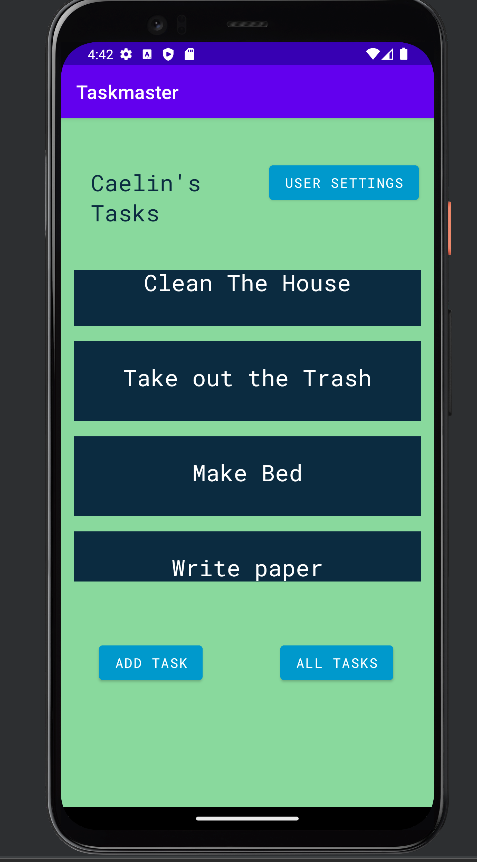 4:42
Taskmaster
Caelin's
Tasks
USER SETTINGS
Clean The House
Take out the Trash
Make Bed
Write paper
ADD TASK
ALL TASKS